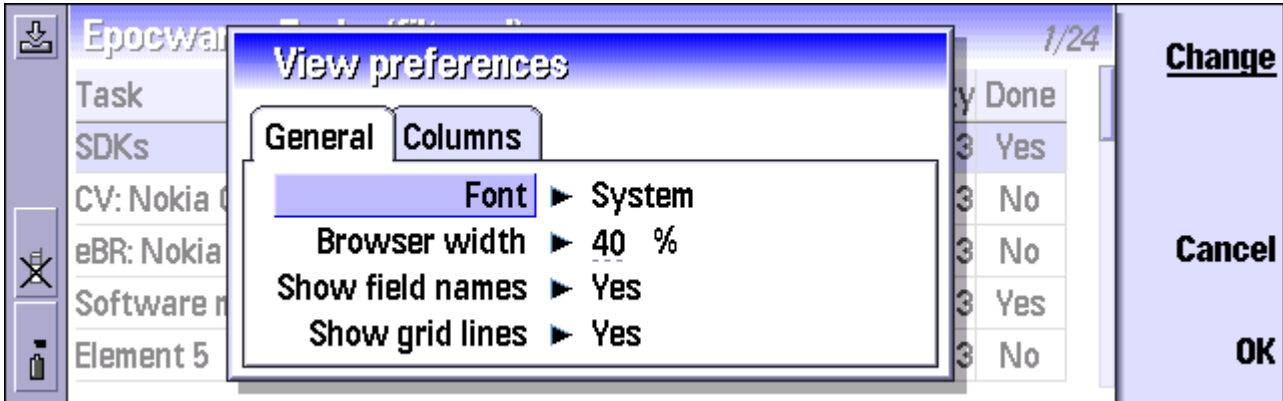 Epocwar 1/24
View preferences
Change
Task y Done
General Columns
SDKs 3 Yes
Font System
CV: Nokia 3 No
Browser width 40 %
eBR: Nokia 3 No
Cancel
Show field names Yes
Software 3 Yes
Show grid lines Yes
Element 5 3 No
OK